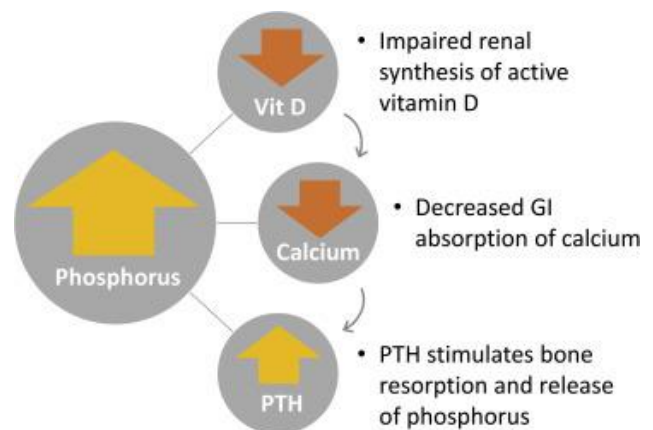 Phosphorus
Vit D
• Impaired renal
synthesis of active
vitamin D
Calcium
• Decreased GI
absorption of calcium
PTH
• PTH stimulates bone
resorption and release
of phosphorus